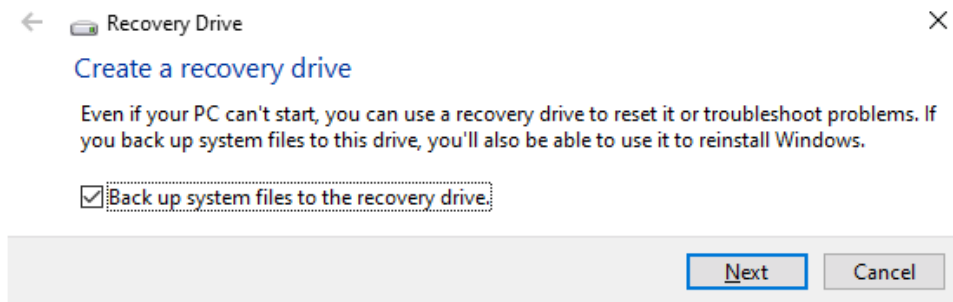 Recovery Drive
Create a recovery drive
Even if your PC can't start, you can use a recovery drive to reset it or troubleshoot problems. If
you back up system files to this drive, you'll also be able to use it to reinstall Windows.
Back up system files to the recovery drive.
Next Cancel